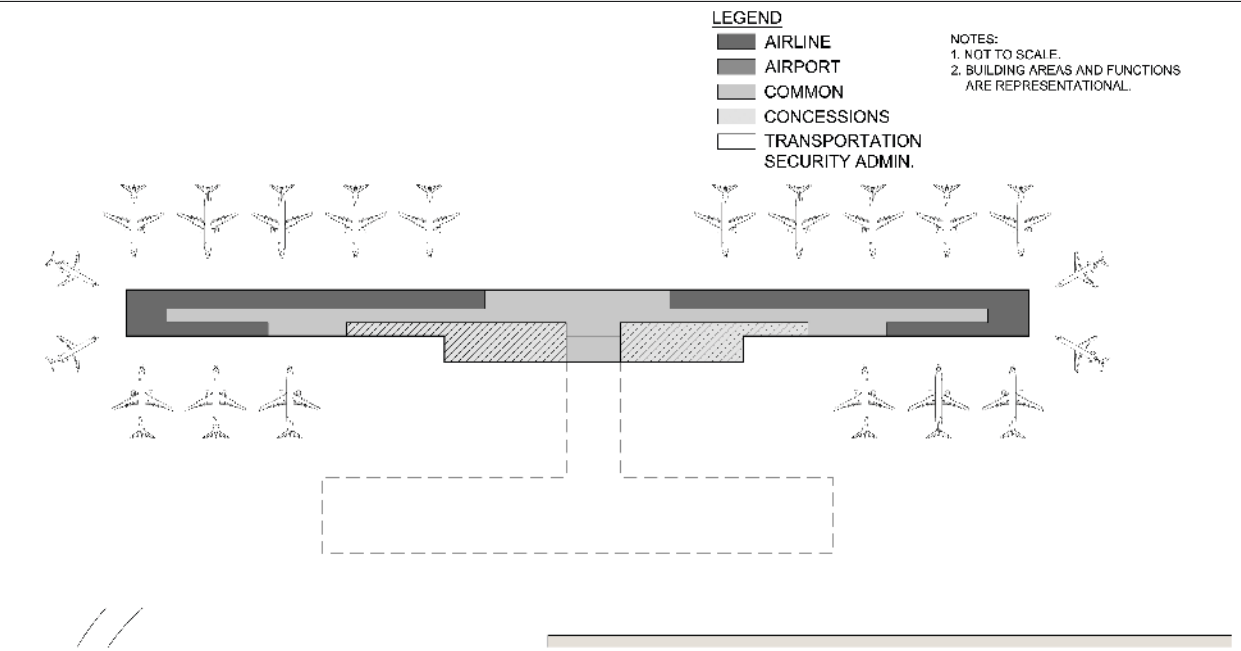 LEGEND
AIRLINE
AIRPORT
COMMON
CONCESSIONS
TRANSPORTATION
SECURITY ADMIN.
NOTES:
1. NOT TO SCALE.
2. BUILDING AREAS AND FUNCTIONS
ARE REPRESENTATIONAL.